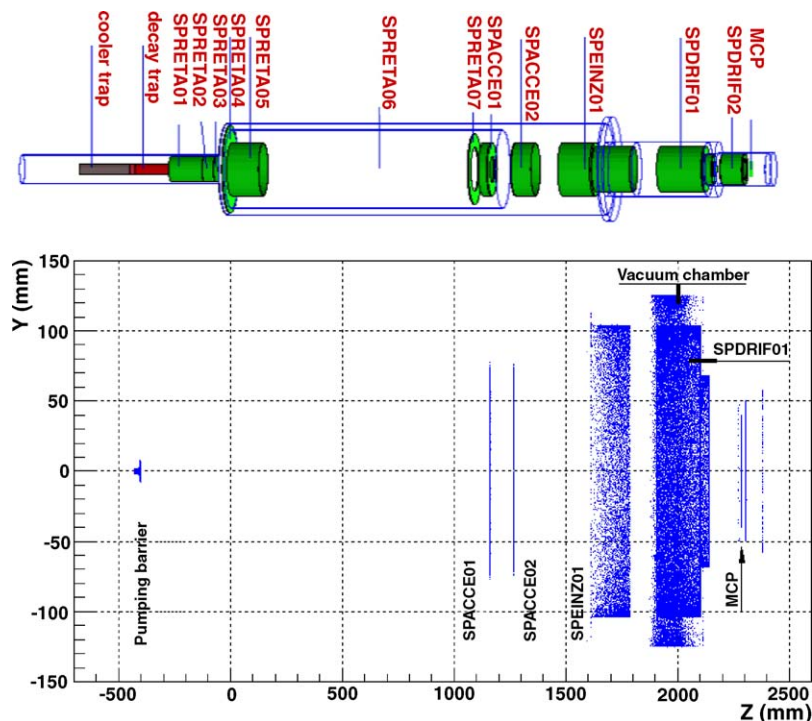 cooler trap
decay trap
SPRETA01
SPRETA02
SPRETA03
SPRETA04
SPRETA05
SPRETA06
SPRETA07
SPACCE01
SPACCE02
SPEINZ01
SPDRIF01
SPDRIF02
MCP
Y (mm)
150
100
50
0
-50
-100
-150
Vacuum chamber
SPDRIF01
Pumping barrier
SPACCE01
SPACCE02
SPEINZ01
MCP
-500
0
500
1000
1500
2000
2500
Z (mm)